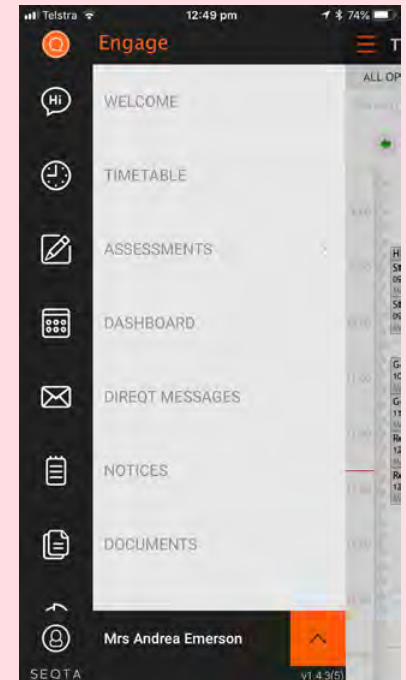 Telstra 12:49 pm 74%
Engage
T
ALL OP
Hi
WELCOME
TIMETABLE
ASSESSMENTS
DASHBOARD
DIREQT MESSAGES
NOTICES
DOCUMENTS
Mrs Andrea Emerson
SEQTA
v1.4.3(5)